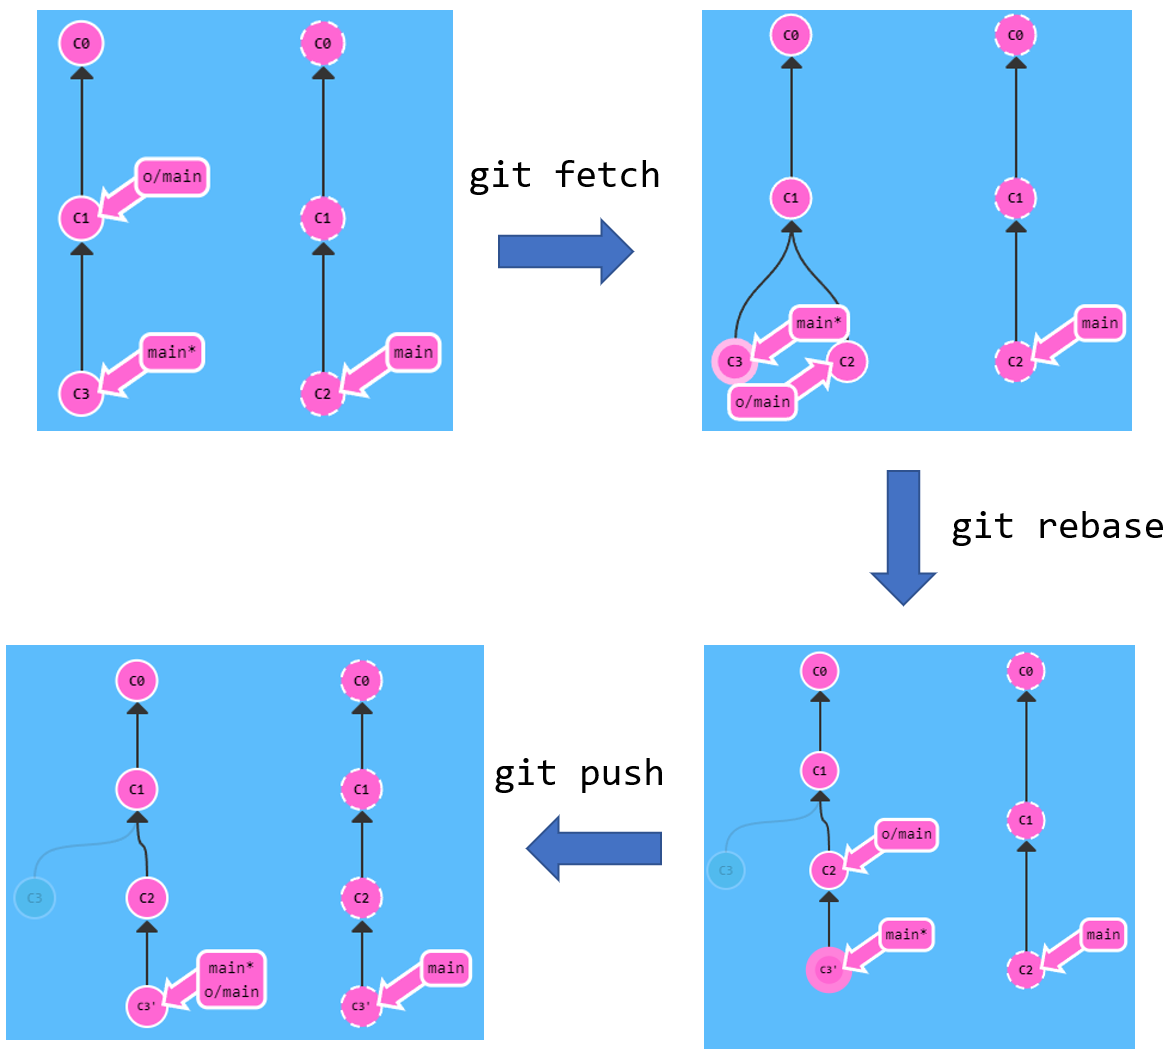 C0
C0
o/main
C1
C1
main*
main
C3
C2
git fetch
C0
C0
C1
C1
main*
main
C3
C2
C2
o/main
git rebase
C0
C0
C1
C1
o/main
C3
C2
main*
main
C3'
C2
git push
C0
C0
C1
C1
C3
C2
C2
main*
o/main
main
C3'
C3'